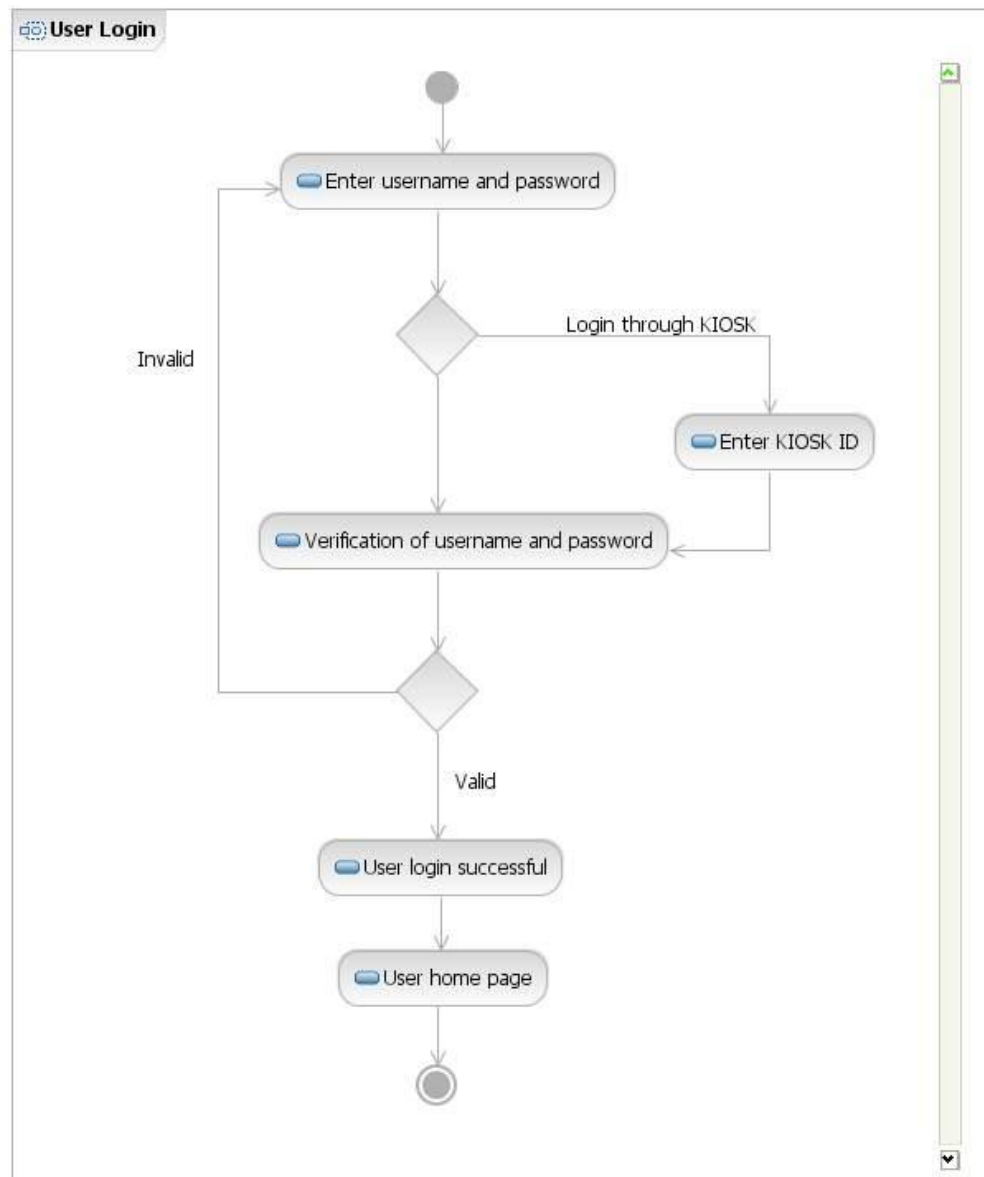 User Login
Enter username and password
Login through KIOSK
Invalid
Enter KIOSK ID
Verification of username and password
Valid
User login successful
User home page